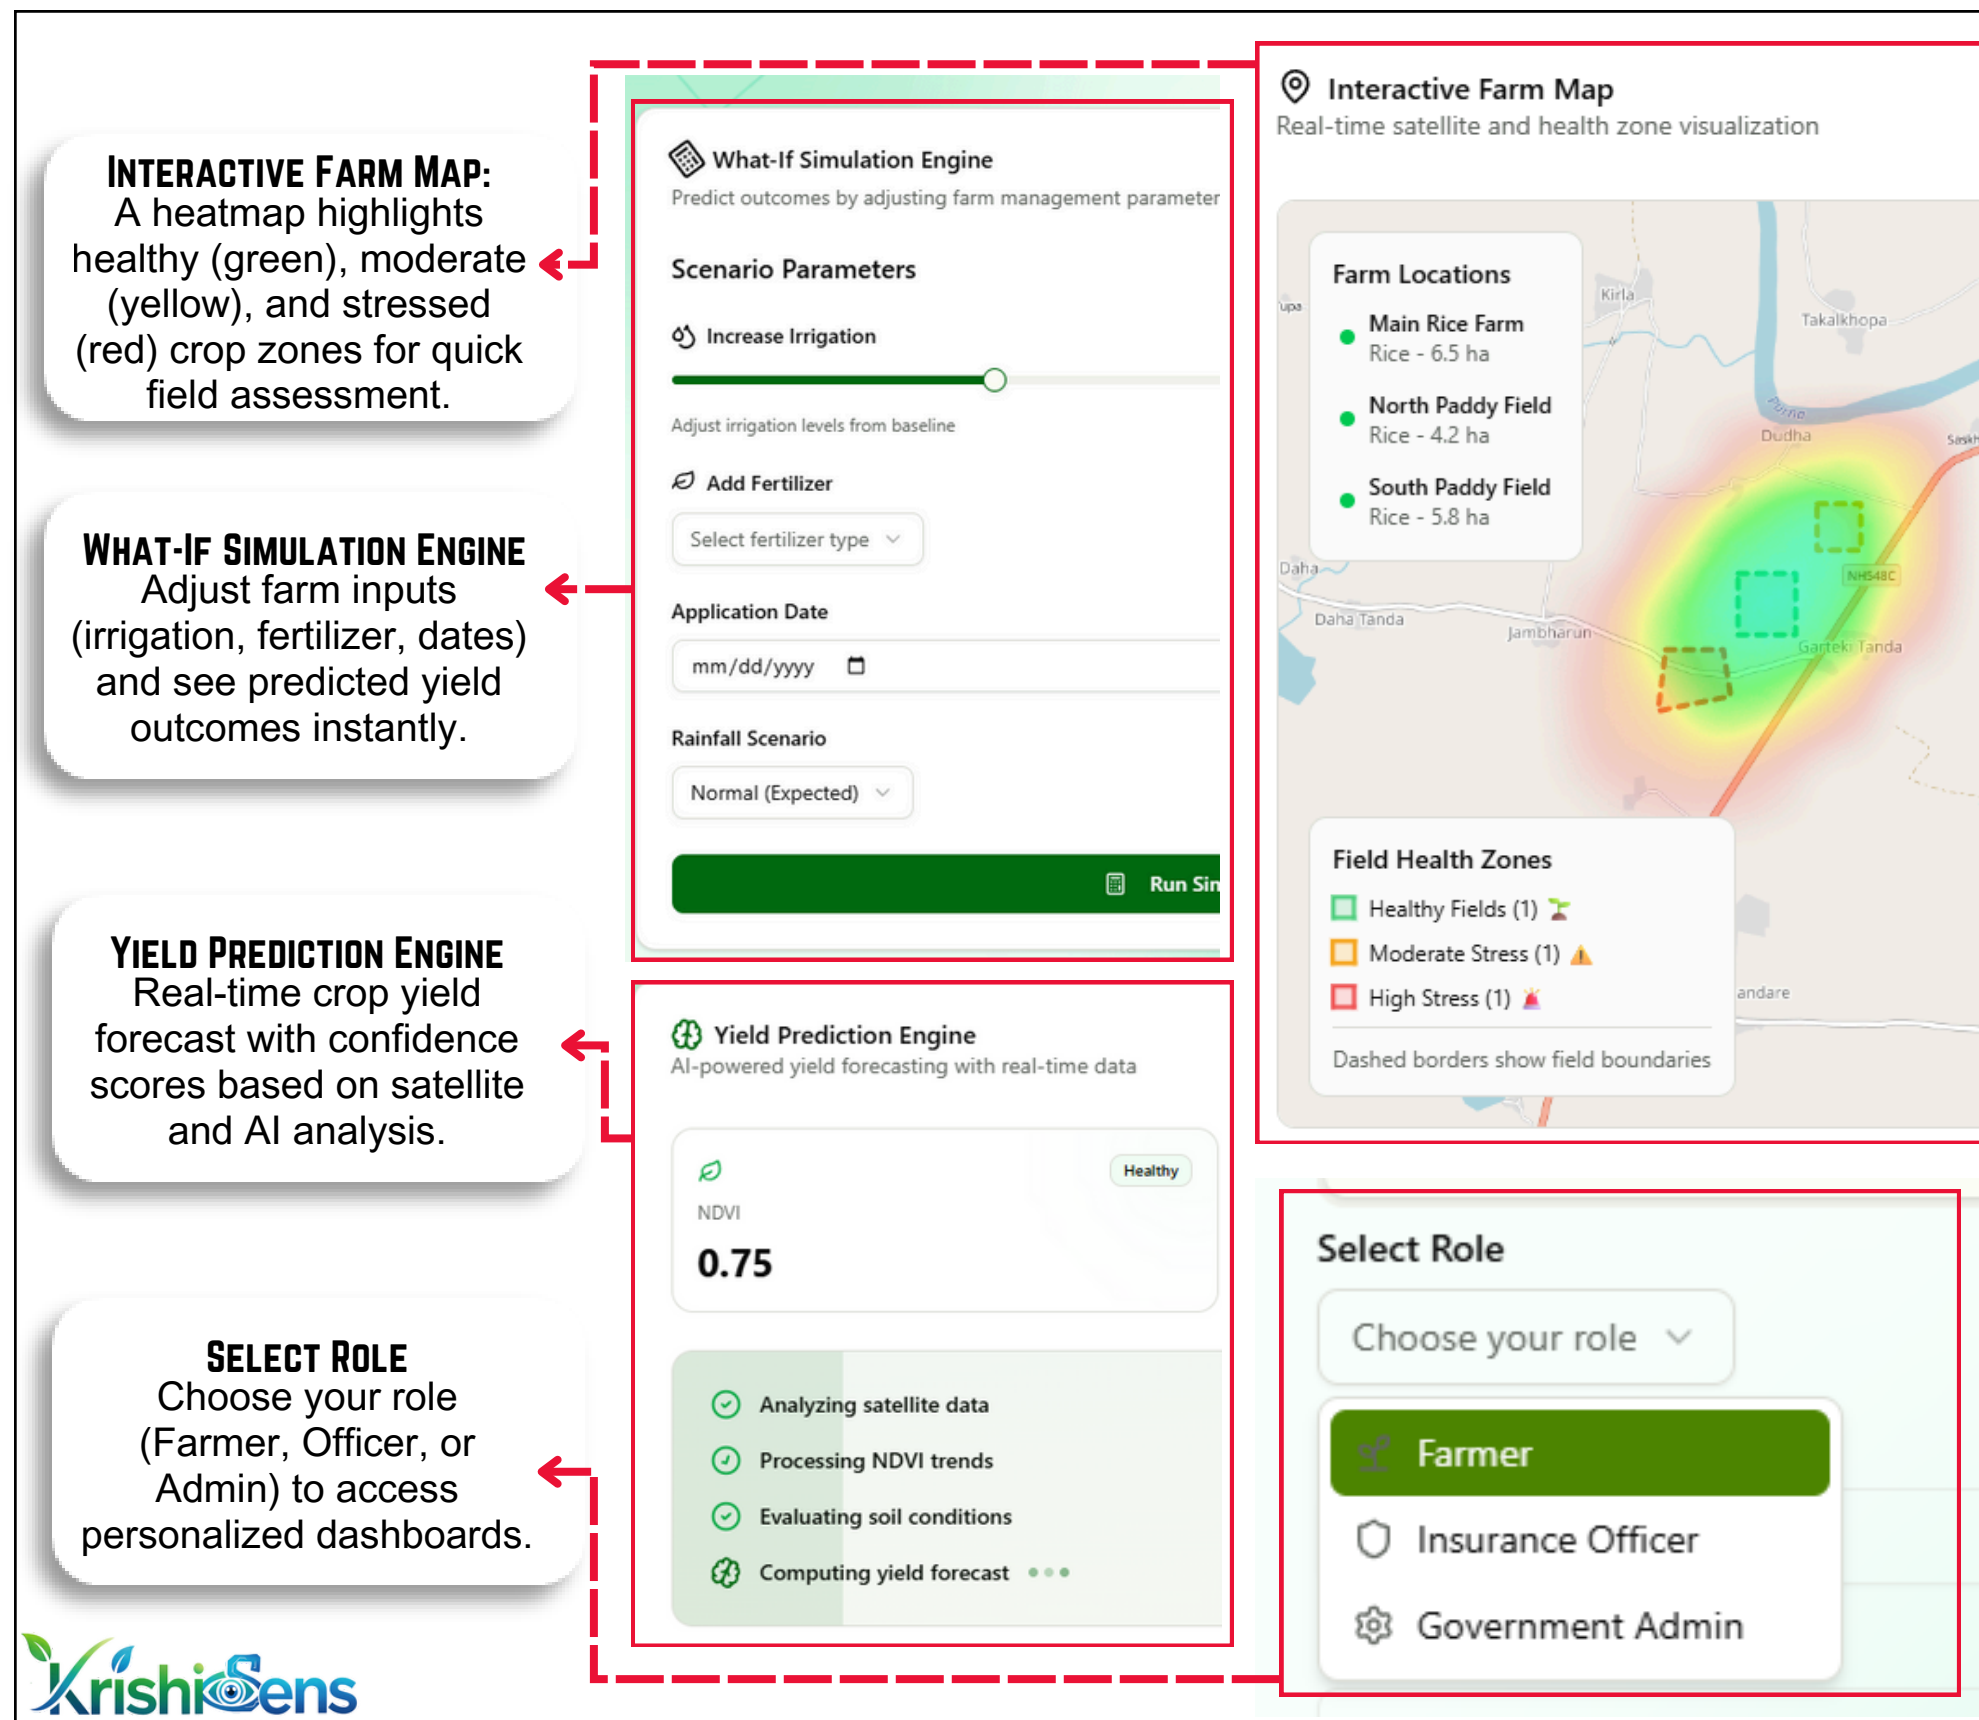 INTERACTIVE FARM MAP:
A heatmap highlights
healthy (green), moderate
(yellow), and stressed
(red) crop zones for quick
field assessment.
WHAT-IF SIMULATION ENGINE
Adjust farm inputs
(irrigation, fertilizer, dates)
and see predicted yield
outcomes instantly.
YIELD PREDICTION ENGINE
Real-time crop yield
forecast with confidence
scores based on satellite
and AI analysis.
SELECT ROLE
Choose your role
(Farmer, Officer, or
Admin) to access
personalized dashboards.
KrishiSens
What-If Simulation Engine
Predict outcomes by adjusting farm management parameter
Scenario Parameters
Increase Irrigation
Adjust irrigation levels from baseline
Add Fertilizer
Select fertilizer type
Application Date
mm/dd/yyyy
Rainfall Scenario
Normal (Expected)
Run Sim
Yield Prediction Engine
AI-powered yield forecasting with real-time data
Healthy
NDVI
0.75
Analyzing satellite data
Processing NDVI trends
Evaluating soil conditions
Computing yield forecast
Interactive Farm Map
Real-time satellite and health zone visualization
Farm Locations
Main Rice Farm
Rice - 6.5 ha
North Paddy Field
Rice - 4.2 ha
South Paddy Field
Rice - 5.8 ha
Kirla
Takalkhopa
Purna
Dudha
Daha
NH548C
Daha Tanda
Jambharun
Garteki Tanda
andare
Field Health Zones
Healthy Fields (1)
Moderate Stress (1)
High Stress (1)
Dashed borders show field boundaries
Select Role
Choose your role
Farmer
Insurance Officer
Government Admin